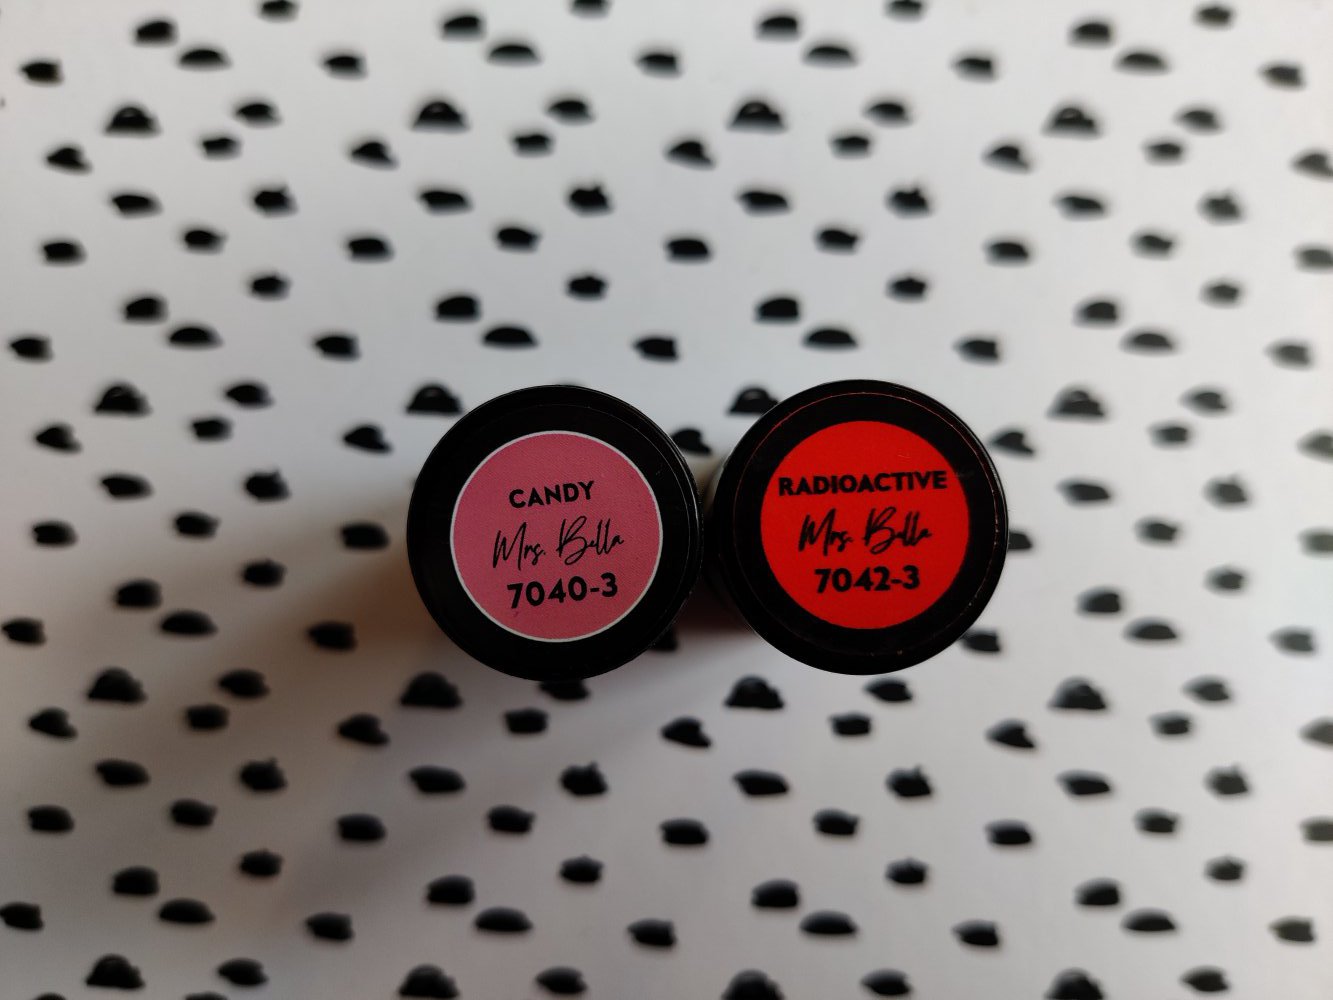 CANDY
Mrs. Bella
7040-3
RADIOACTIVE
Mrs. Bella
7042-3